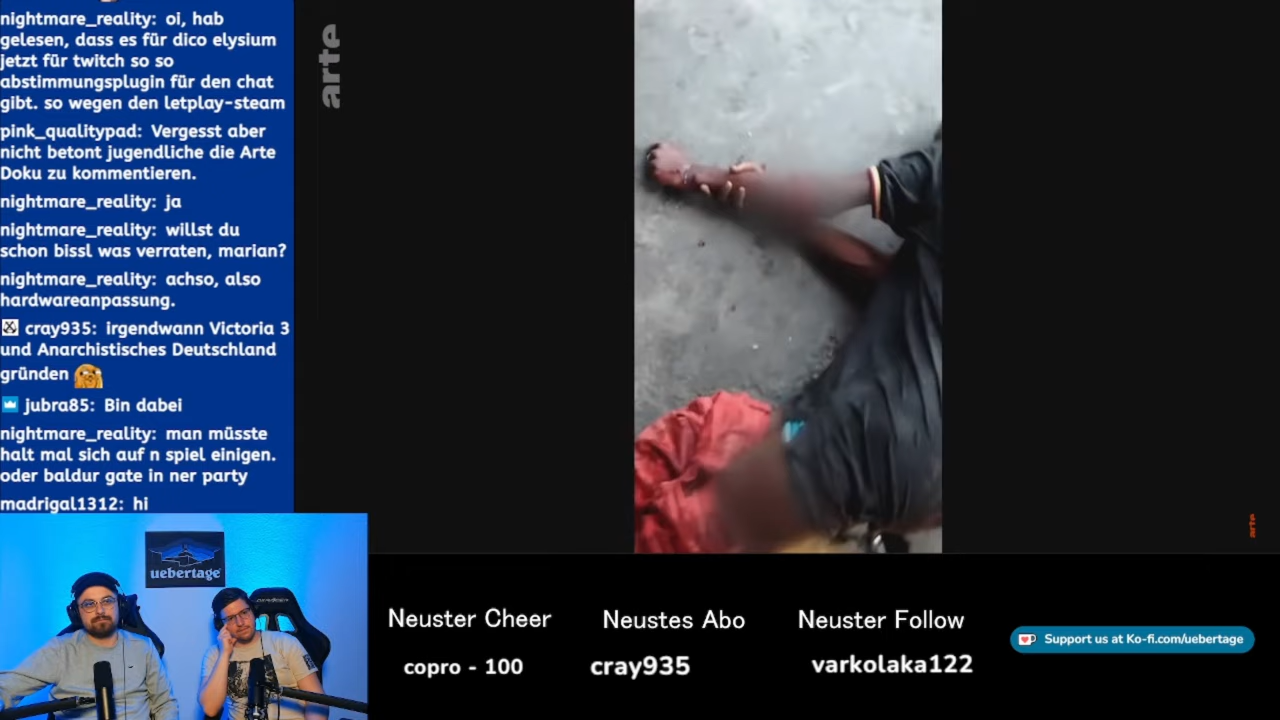 nightmare_reality: oi, hab
gelesen, dass es für dico elysium
jetzt für twitch so so
abstimmungsplugin für den chat
gibt. so wegen den letplay-steam
pink_qualitypad: Vergesst aber
nicht betont jugendliche die Arte
Doku zu kommentieren.
nightmare_reality: ja
nightmare_reality: willst du
schon bissl was verraten, marian?
nightmare_reality: achso, also
hardwareanpassung.
cray935: irgendwann Victoria 3
und Anarchistisches Deutschland
gründen
jubra85: Bin dabei
nightmare_reality: man müsste
halt mal sich auf n spiel einigen.
oder baldur gate in ner party
madrigal1312: hi
arte
arte
uebertage
Neuster Cheer
copro - 100
Neustes Abo
cray935
Neuster Follow
varkolaka122
Support us at Ko-fi.com/uebertage